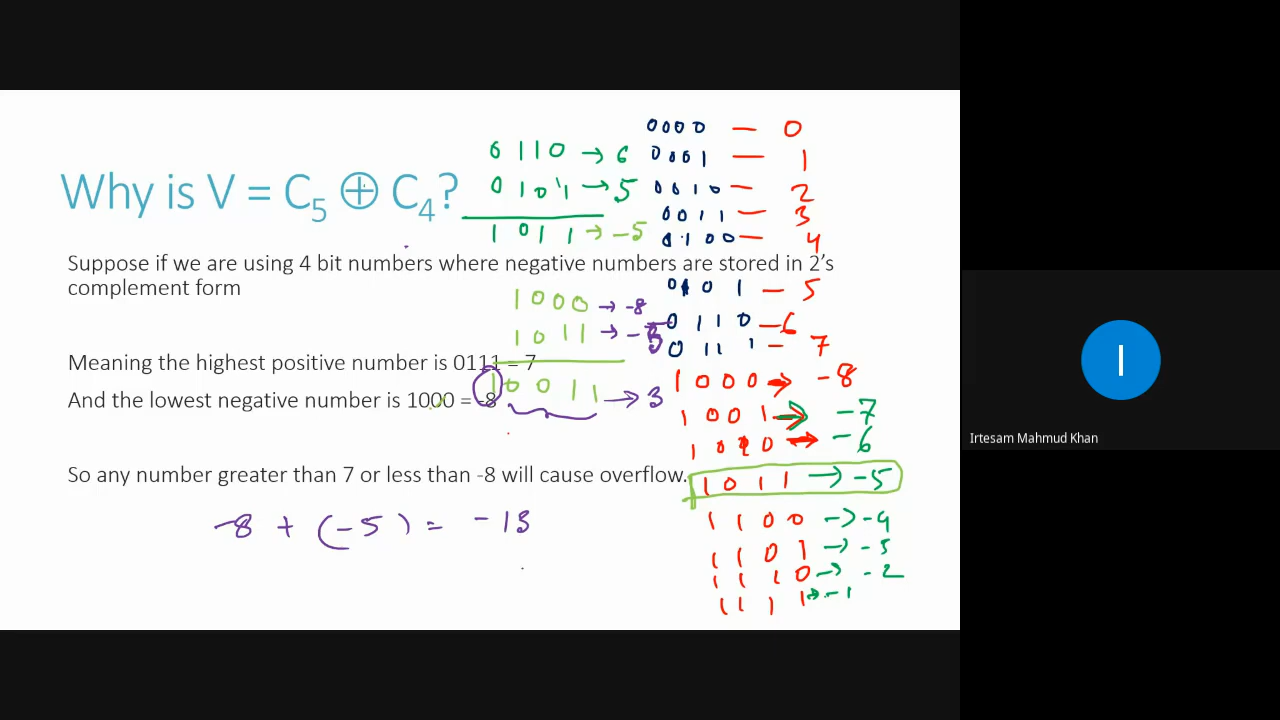 Why is V = C5 ⊕ C4?
Suppose if we are using 4 bit numbers where negative numbers are stored in 2's
complement form
Meaning the highest positive number is 0111 = 7
And the lowest negative number is 1000 = -8
So any number greater than 7 or less than -8 will cause overflow.
-8 + (-5) = -13
0110 → 6
0101 → 5
1011 → -5
1000 → -8
1011 → -5
10011 → 3
0000 — 0
0001 — 1
0010 — 2
0011 — 3
0100 — 4
0101 — 5
0110 — 6
0111 — 7
1000 → -8
1001 → -7
1010 → -6
1011 → -5
1100 → -4
1101 → -3
1110 → -2
1111 → -1
I
Irtesam Mahmud Khan